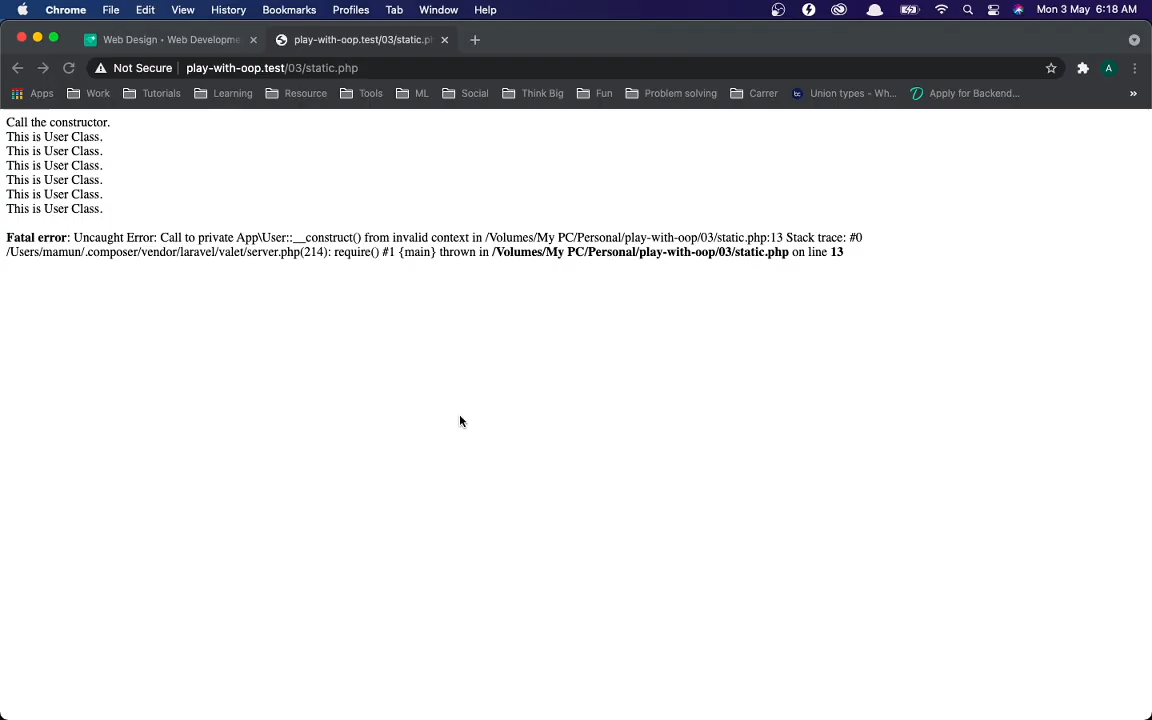 Chrome File Edit View History Bookmarks Profiles Tab Window Help Mon 3 May 6:18 AM
Web Design • Web Developme play-with-oop.test/03/static.p
Not Secure play-with-oop.test/03/static.php A
Apps Work Tutorials Learning Resource Tools ML Social Think Big Fun Problem solving Carrer Union types - Wh... Apply for Backend... »
Call the constructor.
This is User Class.
This is User Class.
This is User Class.
This is User Class.
This is User Class.
This is User Class.
Fatal error: Uncaught Error: Call to private App\User::__construct() from invalid context in /Volumes/My PC/Personal/play-with-oop/03/static.php:13 Stack trace: #0
/Users/mamun/.composer/vendor/laravel/valet/server.php(214): require() #1 {main} thrown in /Volumes/My PC/Personal/play-with-oop/03/static.php on line 13